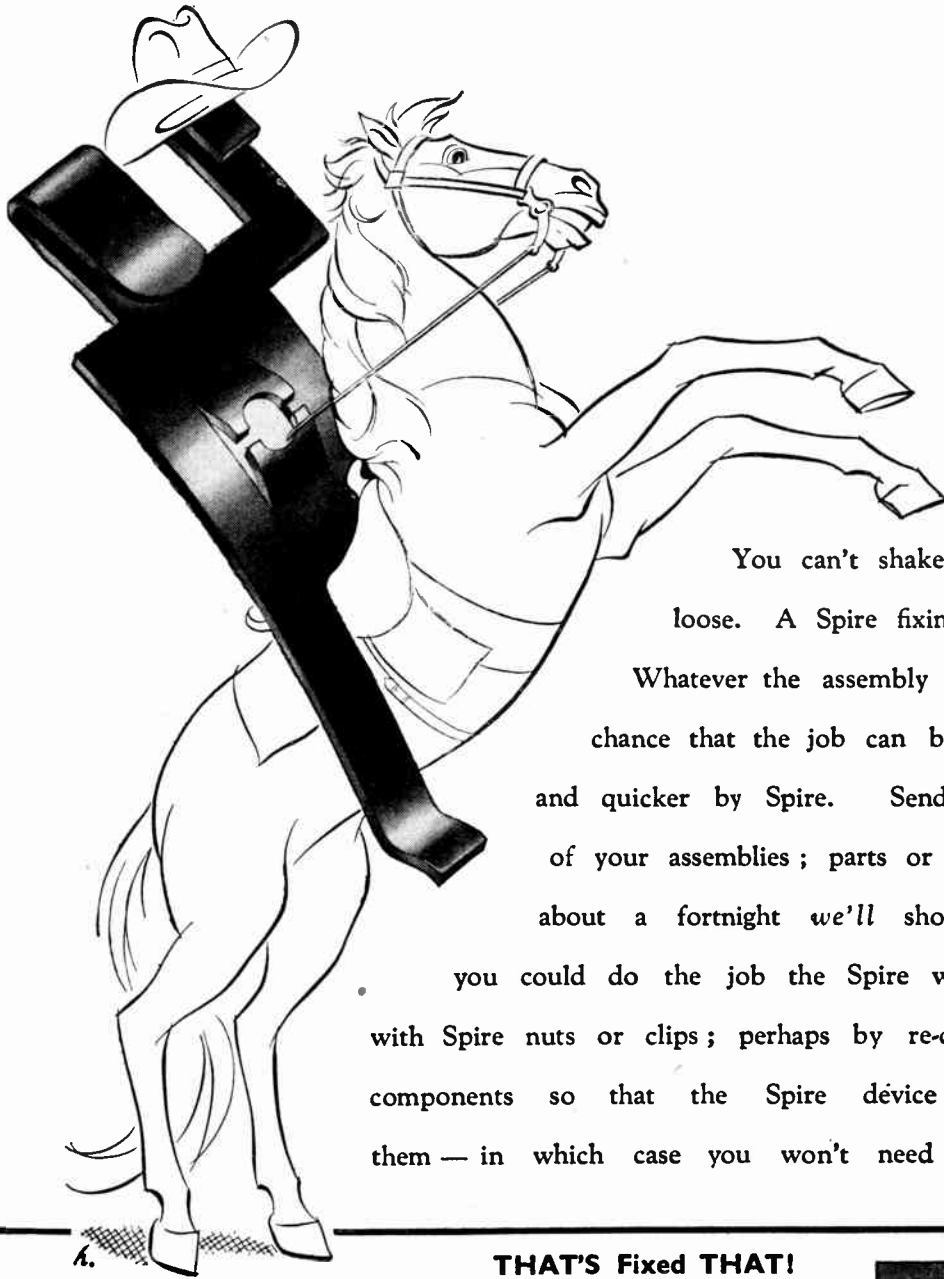 You can't shake
loose. A Spire fixin
Whatever the assembly
chance that the job can b
and quicker by Spire. Send
of your assemblies ; parts or
about a fortnight we'll sho
you could do the job the Spire w
with Spire nuts or clips ; perhaps by re-
components so that the Spire device
them — in which case you won't need
h.
THAT'S Fixed THAT!